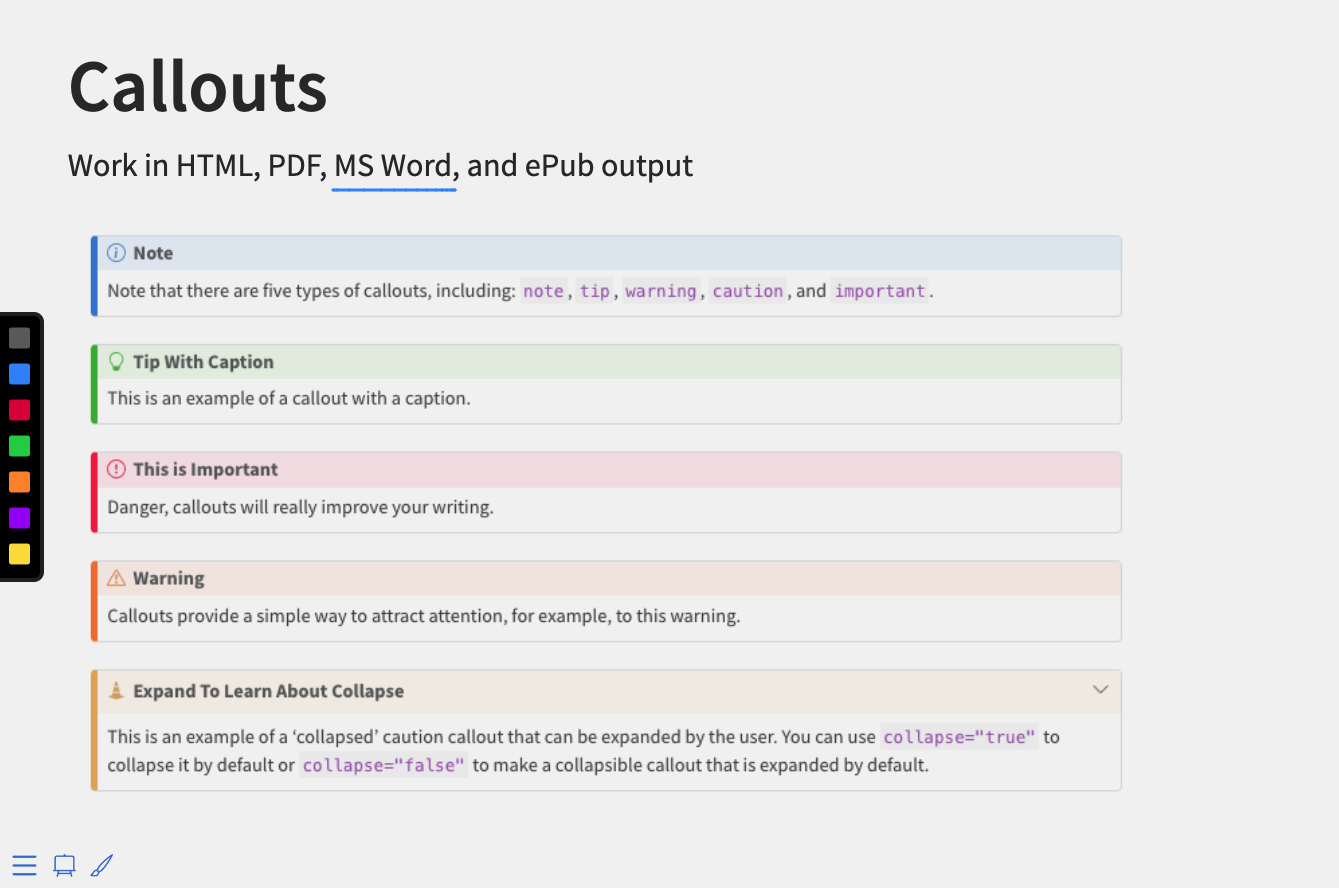 Callouts
Work in HTML, PDF, MS Word, and ePub output
Note
Note that there are five types of callouts, including: note, tip, warning, caution, and important.
Tip With Caption
This is an example of a callout with a caption.
This is Important
Danger, callouts will really improve your writing.
Warning
Callouts provide a simple way to attract attention, for example, to this warning.
Expand To Learn About Collapse
This is an example of a ‘collapsed’ caution callout that can be expanded by the user. You can use collapse="true" to
collapse it by default or collapse="false" to make a collapsible callout that is expanded by default.